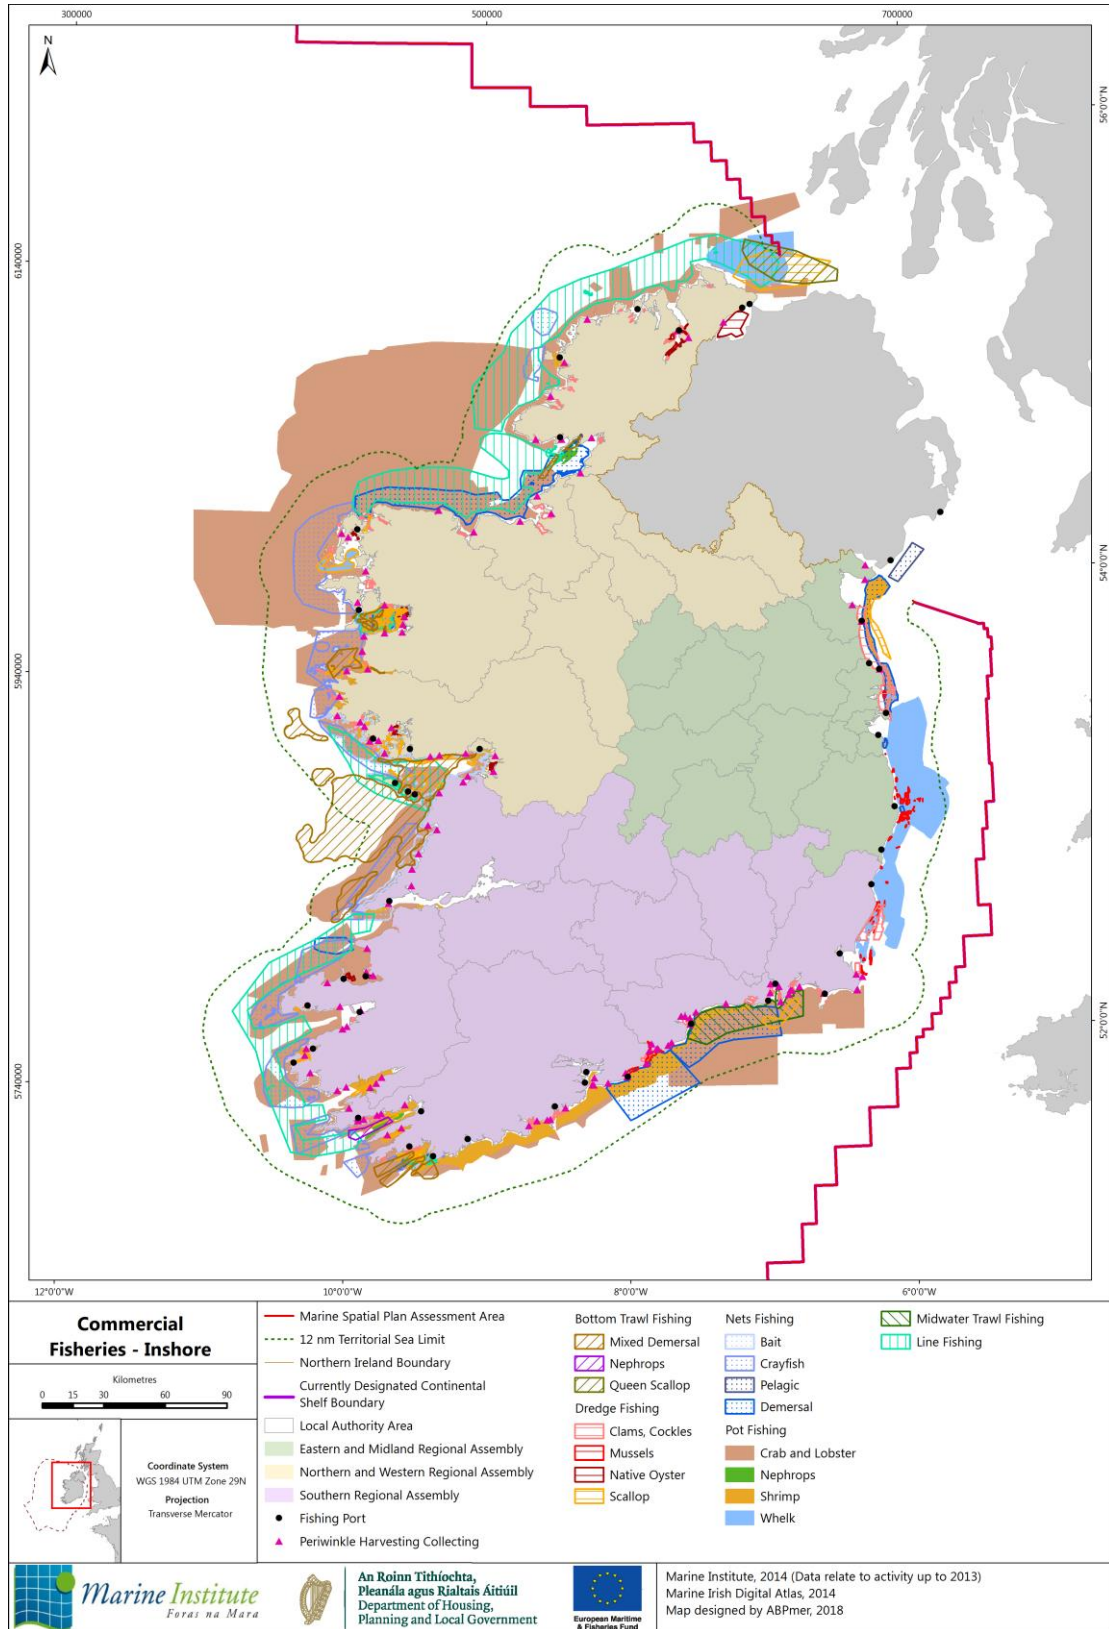 300000
500000
700000
N
56°0'0"N
6140000
54°0'0"N
5940000
52°0'0"N
5740000
12°0'0"W
10°0'0"W
8°0'0"W
6°0'0"W
Commercial
Fisheries - Inshore
Kilometres
0 15 30 60 90
Coordinate System
WGS 1984 UTM Zone 29N
Projection
Transverse Mercator
Marine Spatial Plan Assessment Area
12 nm Territorial Sea Limit
Northern Ireland Boundary
Currently Designated Continental
Shelf Boundary
Local Authority Area
Eastern and Midland Regional Assembly
Northern and Western Regional Assembly
Southern Regional Assembly
Fishing Port
Periwinkle Harvesting Collecting
Bottom Trawl Fishing
Mixed Demersal
Nephrops
Queen Scallop
Dredge Fishing
Clams, Cockles
Mussels
Native Oyster
Scallop
Nets Fishing
Bait
Crayfish
Pelagic
Demersal
Pot Fishing
Crab and Lobster
Nephrops
Shrimp
Whelk
Midwater Trawl Fishing
Line Fishing
Marine Institute
Foras na Mara
An Roinn Tithíochta,
Pleanála agus Rialtais Áitiúil
Department of Housing,
Planning and Local Government
European Maritime
& Fisheries Fund
Marine Institute, 2014 (Data relate to activity up to 2013)
Marine Irish Digital Atlas, 2014
Map designed by ABPmer, 2018